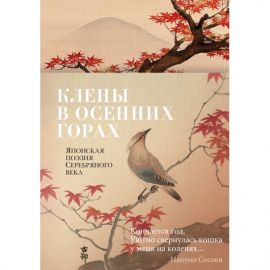 КЛЕНЫ
В ОСЕННИХ
ГОРАХ
Японская
поэзия
Серебряного
века
Кончается год.
Уютно свернулась кошка
у меня на коленях...
Нацумэ Сосэки